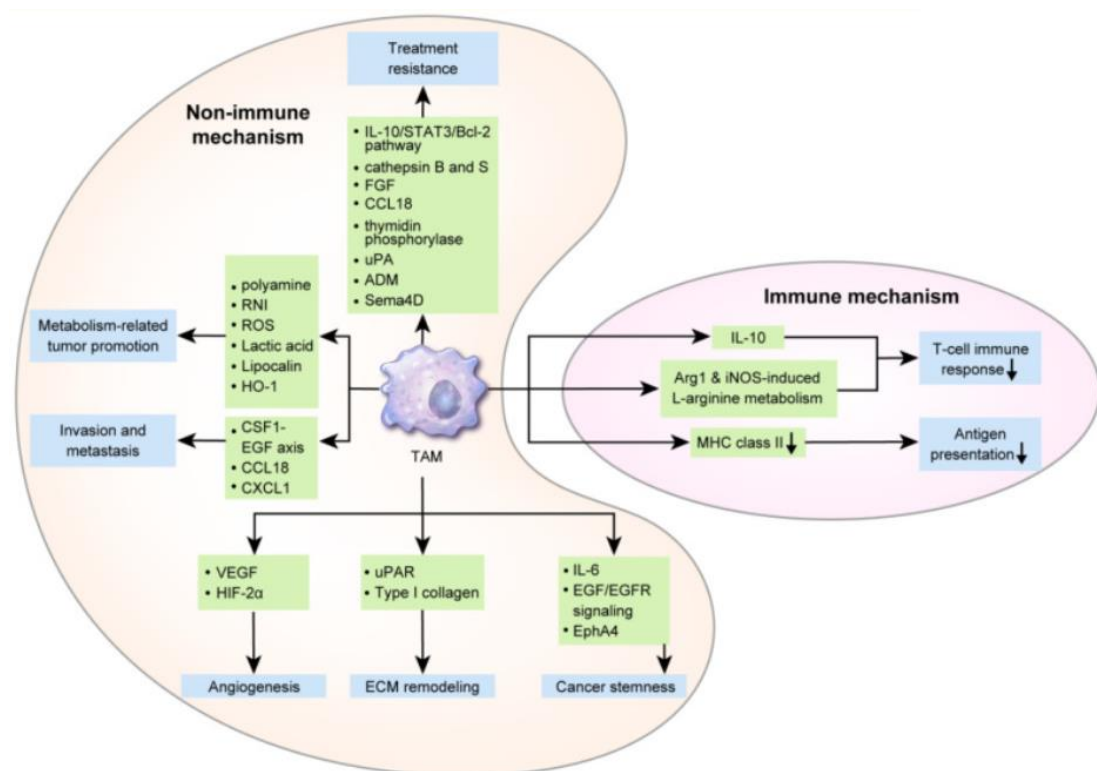 Treatment
resistance
Non-immune
mechanism
• IL-10/STAT3/Bcl-2
pathway
• cathepsin B and S
• FGF
• CCL18
• thymidin
phosphorylase
• uPA
• ADM
• Sema4D
• polyamine
• RNI
• ROS
• Lactic acid
• Lipocalin
• HO-1
Metabolism-related
tumor promotion
Invasion and
metastasis
• CSF1-
EGF axis
• CCL18
• CXCL1
TAM
Immune mechanism
IL-10
Arg1 & iNOS-induced
L-arginine metabolism
MHC class II
T-cell immune
response
Antigen
presentation
• VEGF
• HIF-2α
• uPAR
• Type I collagen
• IL-6
• EGF/EGFR
signaling
• EphA4
Angiogenesis
ECM remodeling
Cancer stemness